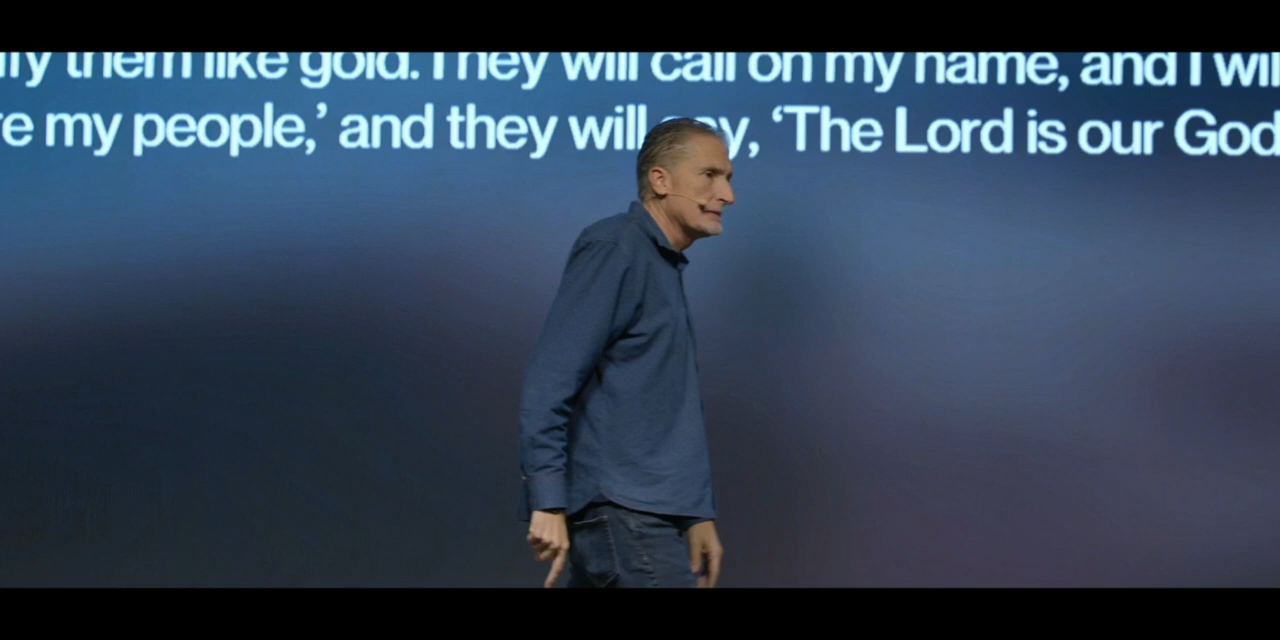 them like gold. They will call on my name, and I
my people,’ and they will say, ‘The Lord is our God